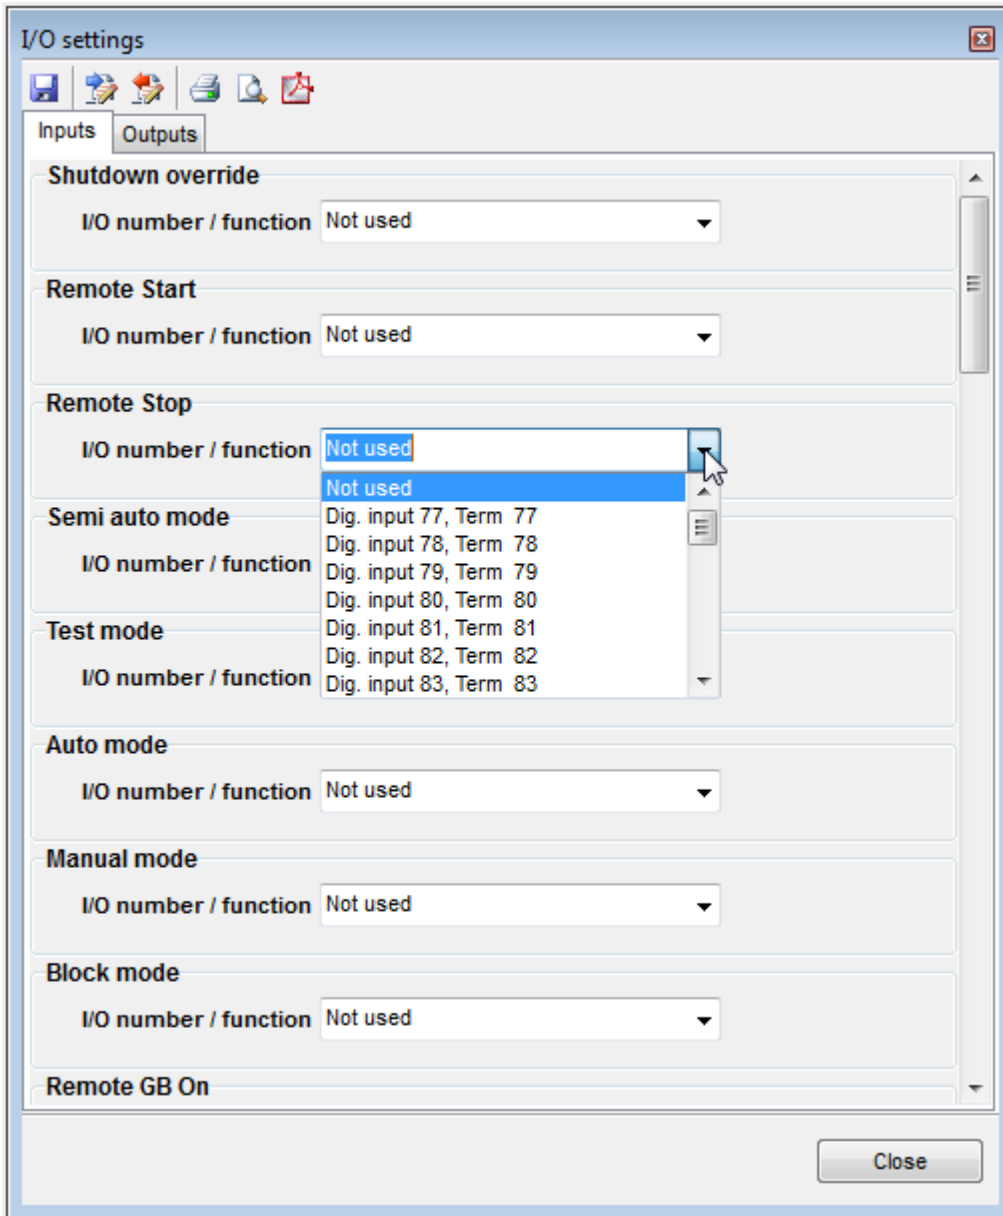 I/O settings
Inputs Outputs
Shutdown override
I/O number / function Not used
Remote Start
I/O number / function Not used
Remote Stop
I/O number / function Not used
Not used
Dig. input 77, Term 77
Dig. input 78, Term 78
Dig. input 79, Term 79
Dig. input 80, Term 80
Dig. input 81, Term 81
Dig. input 82, Term 82
Dig. input 83, Term 83
Semi auto mode
I/O number / function
Test mode
I/O number / function
Auto mode
I/O number / function Not used
Manual mode
I/O number / function Not used
Block mode
I/O number / function Not used
Remote GB On
Close